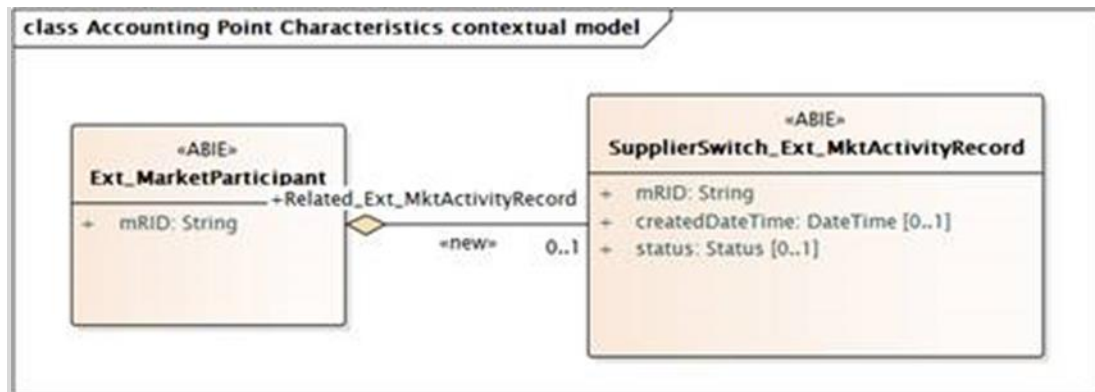 class Accounting Point Characteristics contextual model
«ABIE»
Ext_MarketParticipant
+ mRID: String
+Related_Ext_MktActivityRecord
«new»
0..1
«ABIE»
SupplierSwitch_Ext_MktActivityRecord
+ mRID: String
+ createdDateTime: DateTime [0..1]
+ status: Status [0..1]